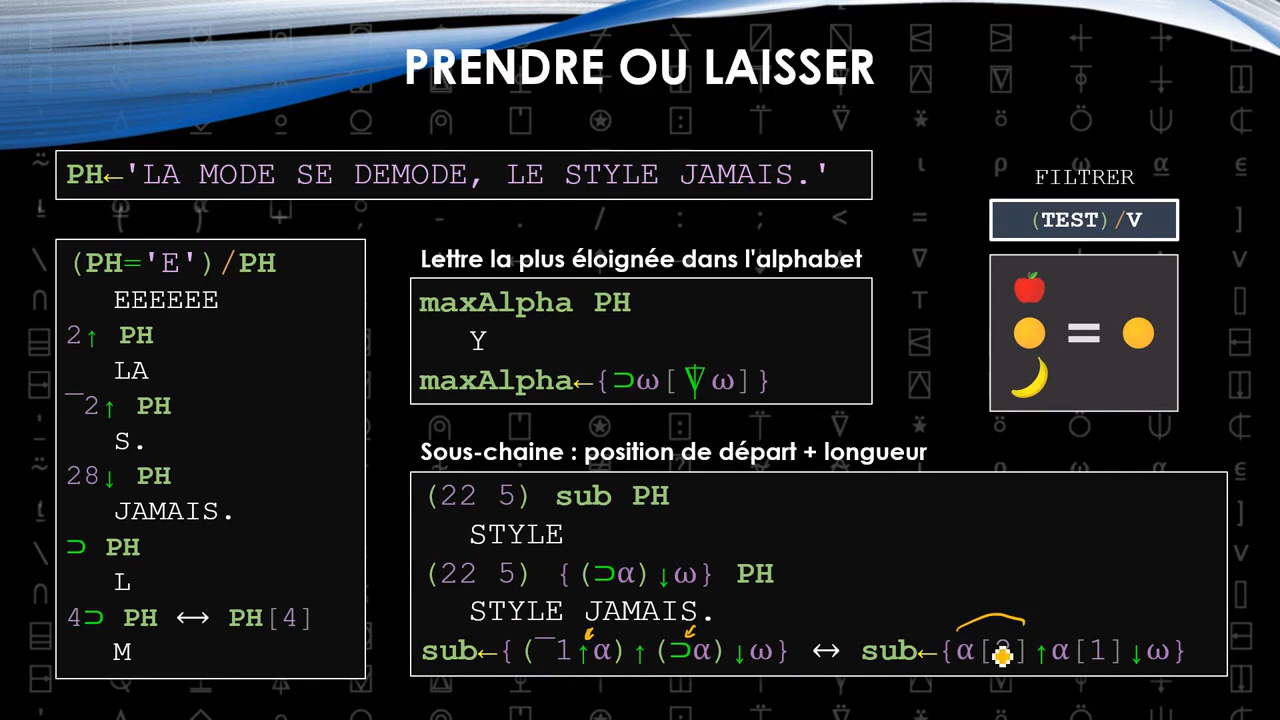 PRENDRE OU LAISSER
PH←'LA MODE SE DEMODE, LE STYLE JAMAIS.'
(PH='E')/PH
EEEEEE
2↑ PH
LA
¯2↑ PH
S.
28↓ PH
JAMAIS.
⊃ PH
L
4⊃ PH ↔ PH[4]
M
Lettre la plus éloignée dans l'alphabet
maxAlpha PH
Y
maxAlpha←{⊃⍵[⍒⍵]}
Sous-chaine : position de départ + longueur
(22 5) sub PH
STYLE
(22 5) {(⊃⍺)↓⍵} PH
STYLE JAMAIS.
sub←{(¯1↑⍺)↑(⊃⍺)↓⍵} ↔ sub←{⍺[2]↑⍺[1]↓⍵}
FILTRER
(TEST)/V
=